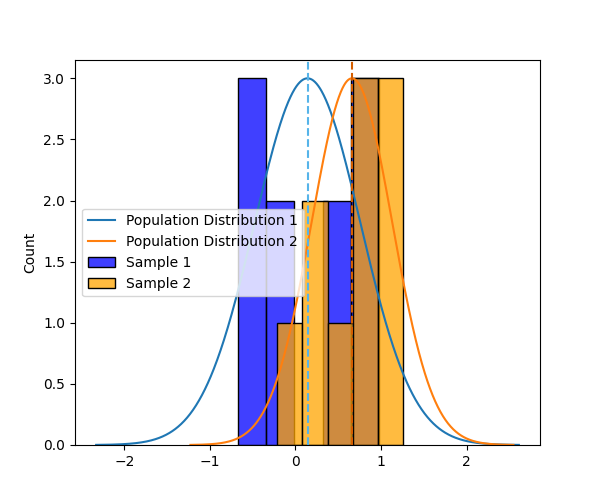 3.0
2.5
2.0
1.5
1.0
0.5
0.0
Count
Population Distribution 1
Population Distribution 2
Sample 1
Sample 2
−2
−1
0
1
2